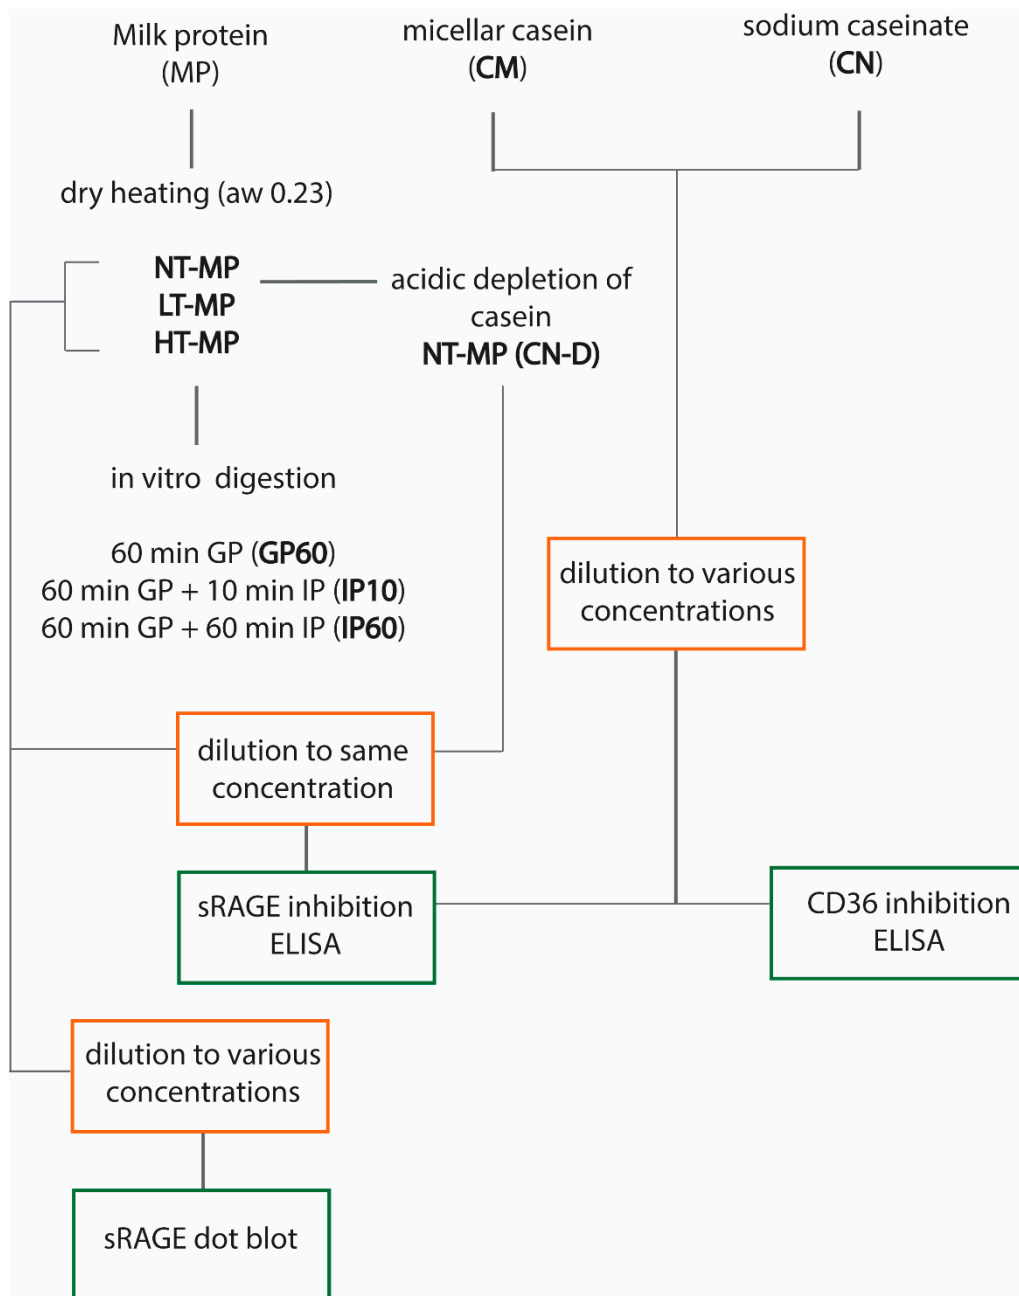 Milk protein
(MP)
micellar casein
(CM)
sodium caseinate
(CN)
dry heating (aw 0.23)
NT-MP
LT-MP
HT-MP
acidic depletion of
casein
NT-MP (CN-D)
in vitro digestion
60 min GP (GP60)
60 min GP + 10 min IP (IP10)
60 min GP + 60 min IP (IP60)
dilution to various
concentrations
dilution to same
concentration
sRAGE inhibition
ELISA
CD36 inhibition
ELISA
dilution to various
concentrations
sRAGE dot blot